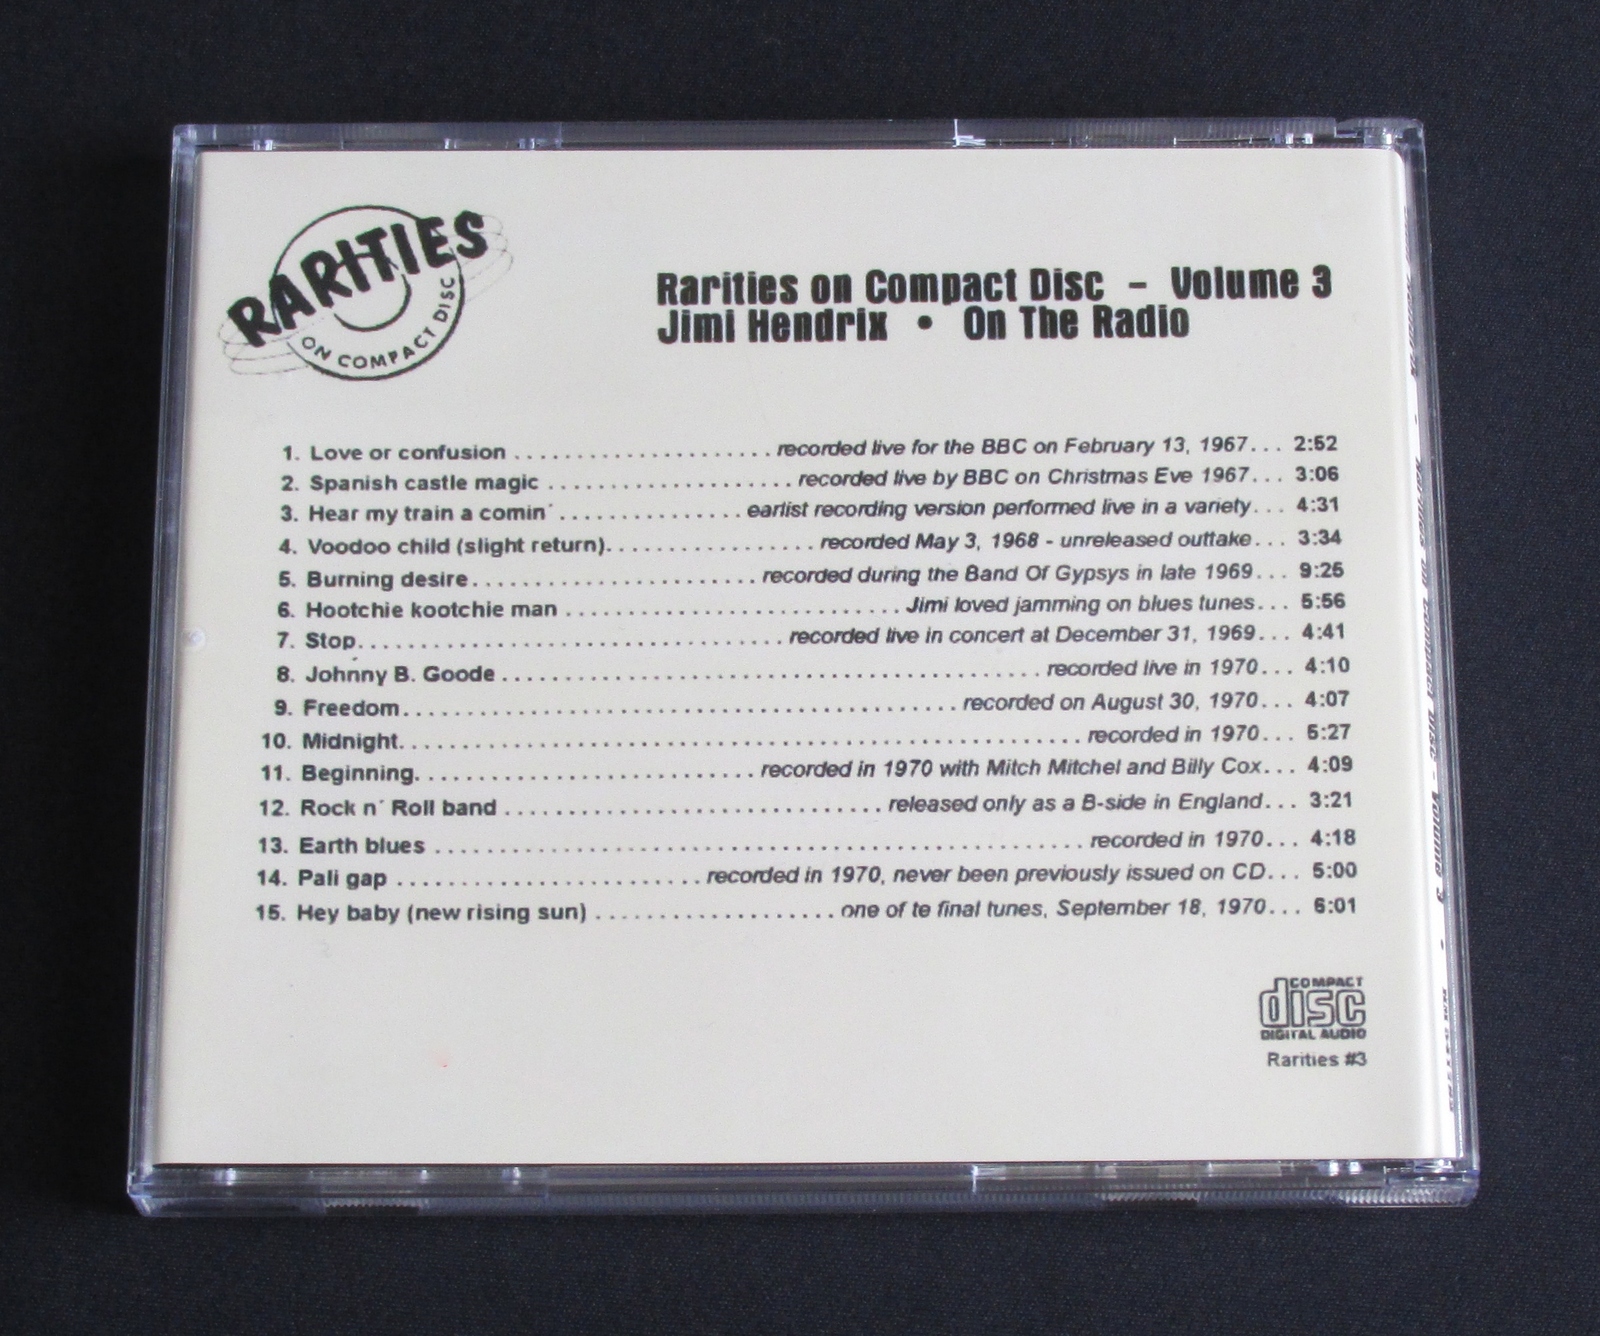 RARITIES
ON COMPACT DISC
Rarities on Compact Disc – Volume 3
Jimi Hendrix • On The Radio
1. Love or confusion . . . . . . . . . . . . . . . . . . . . . . recorded live for the BBC on February 13, 1967. . . 2:52
2. Spanish castle magic . . . . . . . . . . . . . . . . . . . . . recorded live by BBC on Christmas Eve 1967. . . 3:06
3. Hear my train a comin´ . . . . . . . . . . . . . . . . earlist recording version performed live in a variety. . . 4:31
4. Voodoo child (slight return). . . . . . . . . . . . . . . . . . recorded May 3, 1968 - unreleased outtake. . . 3:34
5. Burning desire. . . . . . . . . . . . . . . . . . . . . . . . recorded during the Band Of Gypsys in late 1969. . . 9:25
6. Hootchie kootchie man . . . . . . . . . . . . . . . . . . . . . . . . . . . . Jimi loved jamming on blues tunes. . . 5:56
7. Stop. . . . . . . . . . . . . . . . . . . . . . . . . . . . . . . . . . . . recorded live in concert at December 31, 1969. . . 4:41
8. Johnny B. Goode . . . . . . . . . . . . . . . . . . . . . . . . . . . . . . . . . . . . . . . . . . . . . recorded live in 1970. . . 4:10
9. Freedom. . . . . . . . . . . . . . . . . . . . . . . . . . . . . . . . . . . . . . . . . . . . . . . recorded on August 30, 1970. . . 4:07
10. Midnight. . . . . . . . . . . . . . . . . . . . . . . . . . . . . . . . . . . . . . . . . . . . . . . . . . . . . . . . . recorded in 1970. . . 5:27
11. Beginning. . . . . . . . . . . . . . . . . . . . . . . . . . . . . recorded in 1970 with Mitch Mitchel and Billy Cox. . . 4:09
12. Rock n´ Roll band . . . . . . . . . . . . . . . . . . . . . . . . . . . . . . . . released only as a B-side in England. . . 3:21
13. Earth blues . . . . . . . . . . . . . . . . . . . . . . . . . . . . . . . . . . . . . . . . . . . . . . . . . . . . . . . recorded in 1970. . . 4:18
14. Pali gap . . . . . . . . . . . . . . . . . . . . . . . . . . recorded in 1970, never been previously issued on CD. . . 5:00
15. Hey baby (new rising sun) . . . . . . . . . . . . . . . . . . . . one of te final tunes, September 18, 1970. . . 6:01
COMPACT
disc
DIGITAL AUDIO
Rarities #3